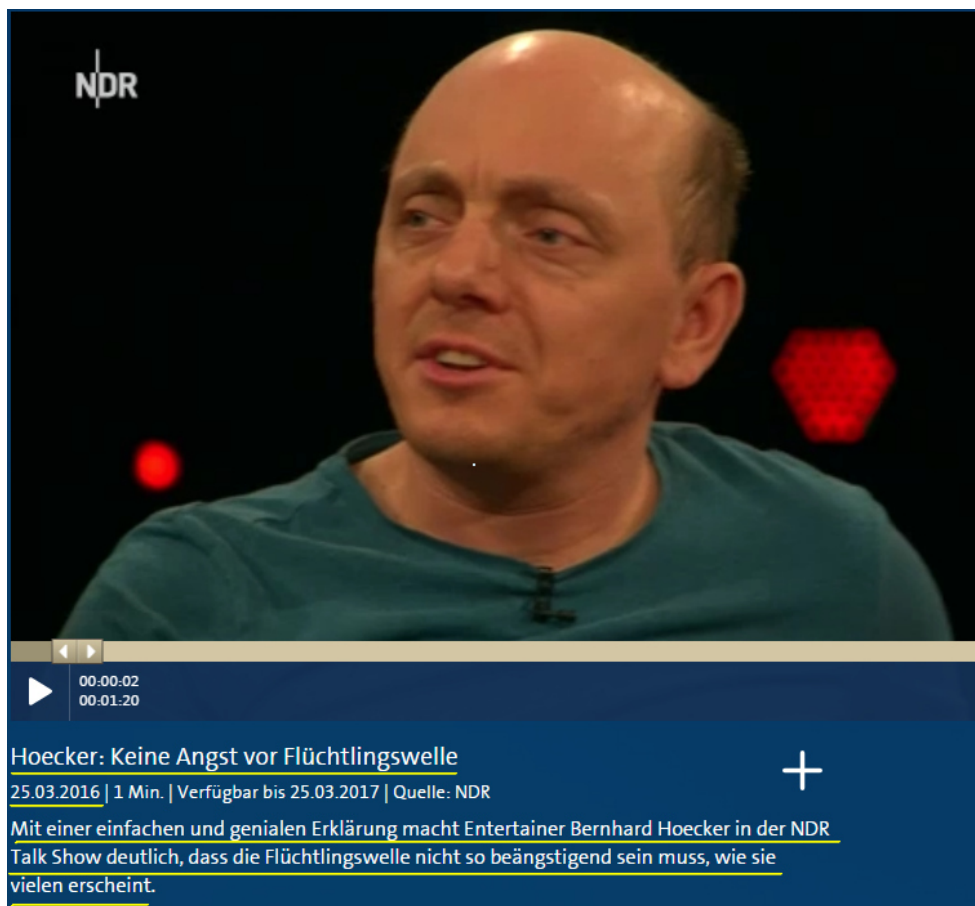 NDR
00:00:02
00:01:20
Hoecker: Keine Angst vor Flüchtlingswelle
25.03.2016 | 1 Min. | Verfügbar bis 25.03.2017 | Quelle: NDR
Mit einer einfachen und genialen Erklärung macht Entertainer Bernhard Hoecker in der NDR
Talk Show deutlich, dass die Flüchtlingswelle nicht so beängstigend sein muss, wie sie
vielen erscheint.